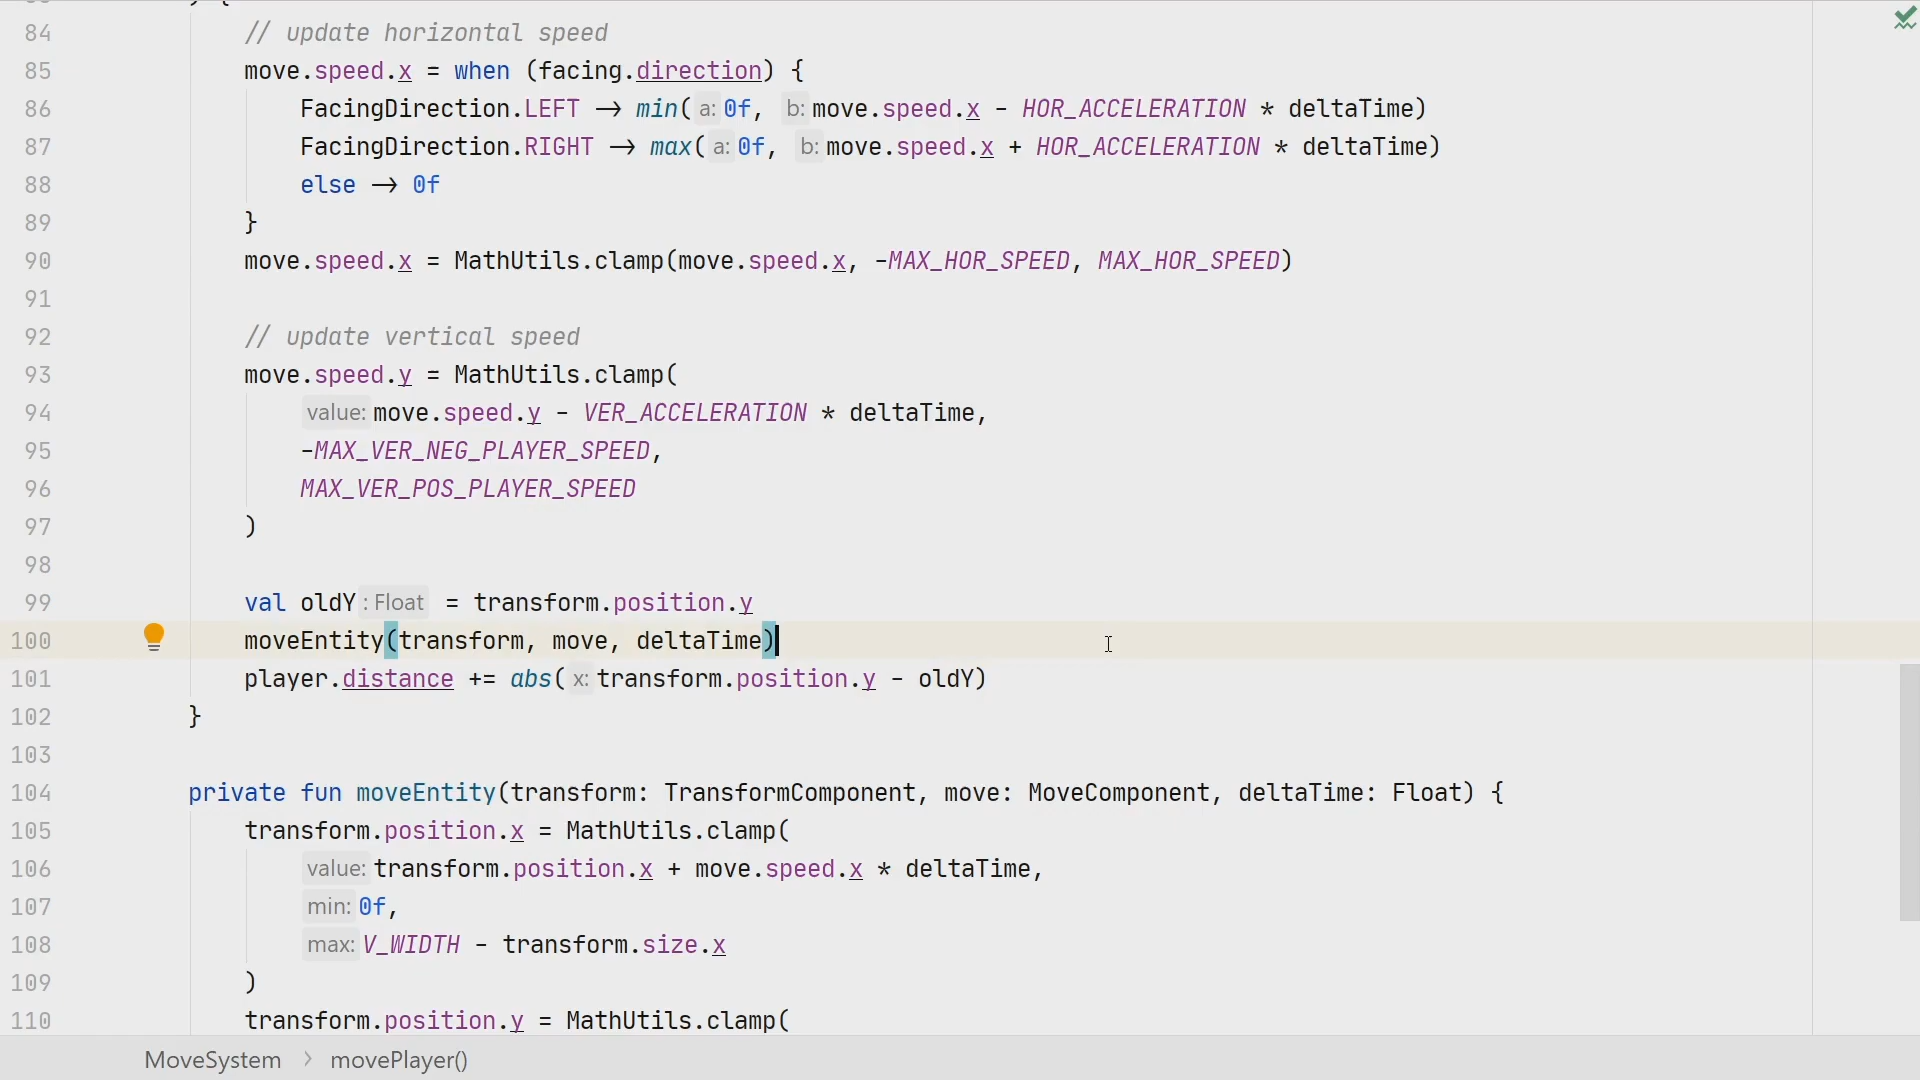 ) {
84 // update horizontal speed
85 move.speed.x = when (facing.direction) {
86 FacingDirection.LEFT -> min( a: 0f, b: move.speed.x - HOR_ACCELERATION * deltaTime)
87 FacingDirection.RIGHT -> max( a: 0f, b: move.speed.x + HOR_ACCELERATION * deltaTime)
88 else -> 0f
89 }
90 move.speed.x = MathUtils.clamp(move.speed.x, -MAX_HOR_SPEED, MAX_HOR_SPEED)
91
92 // update vertical speed
93 move.speed.y = MathUtils.clamp(
94 value: move.speed.y - VER_ACCELERATION * deltaTime,
95 -MAX_VER_NEG_PLAYER_SPEED,
96 MAX_VER_POS_PLAYER_SPEED
97 )
98
99 val oldY : Float = transform.position.y
100 moveEntity(transform, move, deltaTime)
101 player.distance += abs( x: transform.position.y - oldY)
102 }
103
104 private fun moveEntity(transform: TransformComponent, move: MoveComponent, deltaTime: Float) {
105 transform.position.x = MathUtils.clamp(
106 value: transform.position.x + move.speed.x * deltaTime,
107 min: 0f,
108 max: V_WIDTH - transform.size.x
109 )
110 transform.position.y = MathUtils.clamp(
MoveSystem > movePlayer()